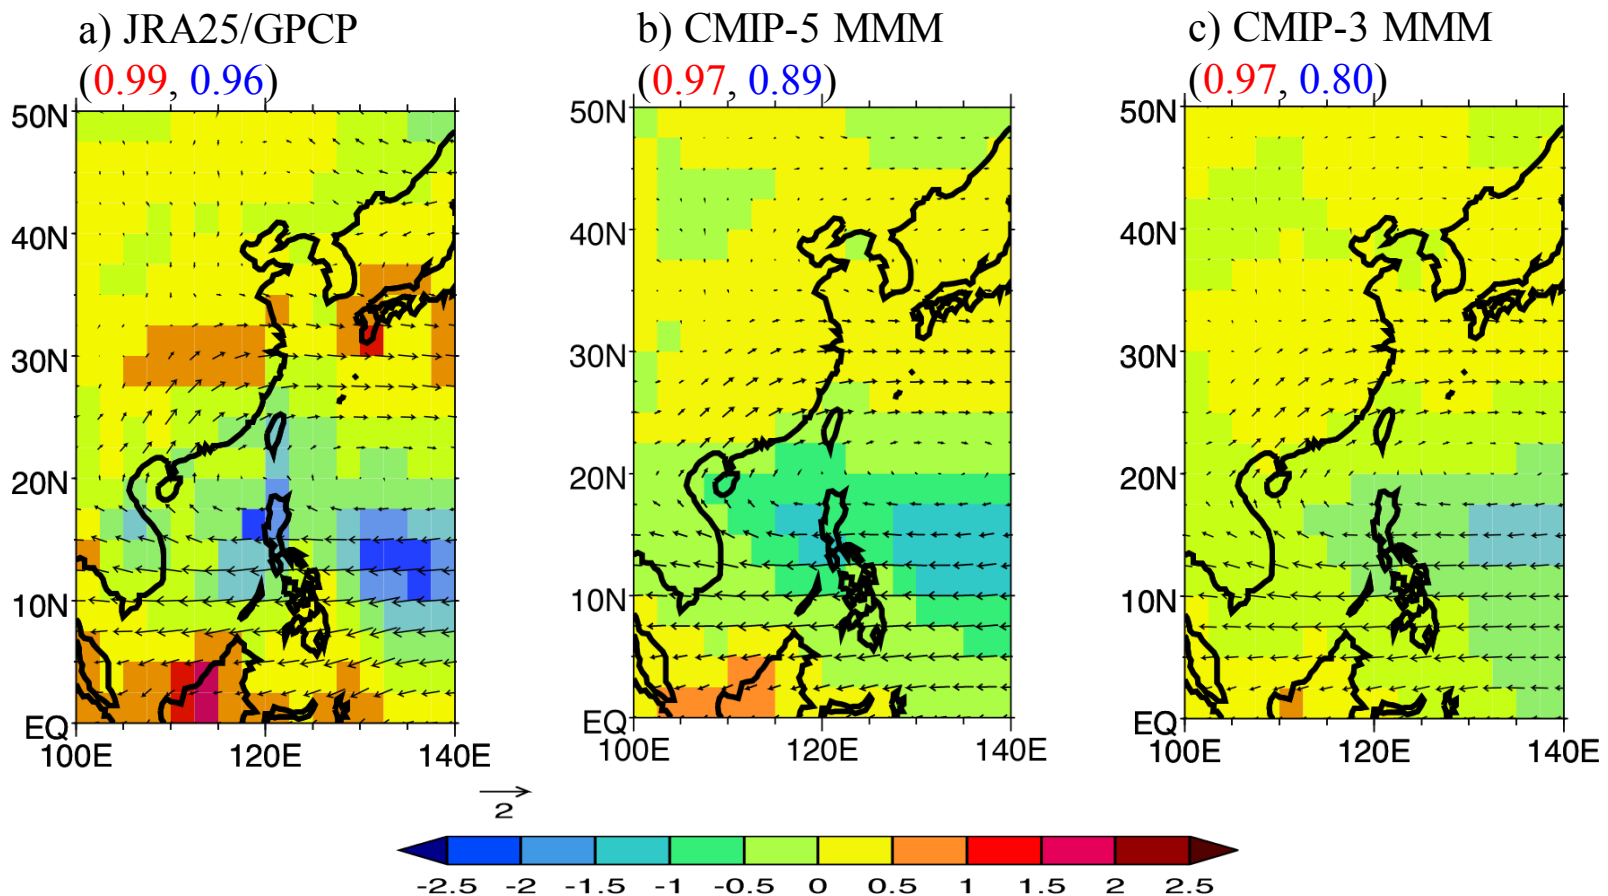 a) JRA25/GPCP
(0.99, 0.96)
b) CMIP-5 MMM
(0.97, 0.89)
c) CMIP-3 MMM
(0.97, 0.80)
50N
40N
30N
20N
10N
EQ
100E 120E 140E
50N
40N
30N
20N
10N
EQ
100E 120E 140E
50N
40N
30N
20N
10N
EQ
100E 120E 140E
2
-2.5 -2 -1.5 -1 -0.5 0 0.5 1 1.5 2 2.5